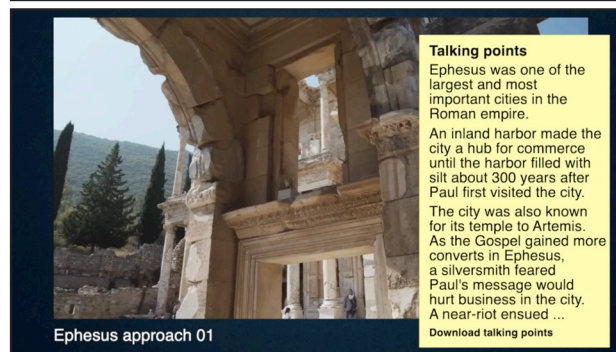 Talking points
Ephesus was one of the
largest and most
important cities in the
Roman empire.
An inland harbor made the
city a hub for commerce
until the harbor filled with
silt about 300 years after
Paul first visited the city.
The city was also known
for its temple to Artemis.
As the Gospel gained more
converts in Ephesus,
a silversmith feared
Paul's message would
hurt business in the city.
A near-riot ensued ...
Download talking points
Ephesus approach 01